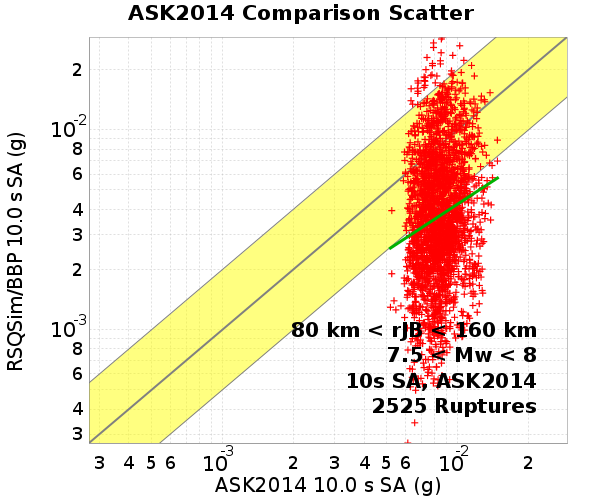 ASK2014 Comparison Scatter
RSQSim/BBP 10.0 s SA (g)
2
10-2
8
6
4
3
2
10-3
8
6
4
3
80 km < rJB < 160 km
7.5 < Mw < 8
10s SA, ASK2014
2525 Ruptures
3 4 5 6 10-3 2 3 4 5 6 10-2 2
ASK2014 10.0 s SA (g)